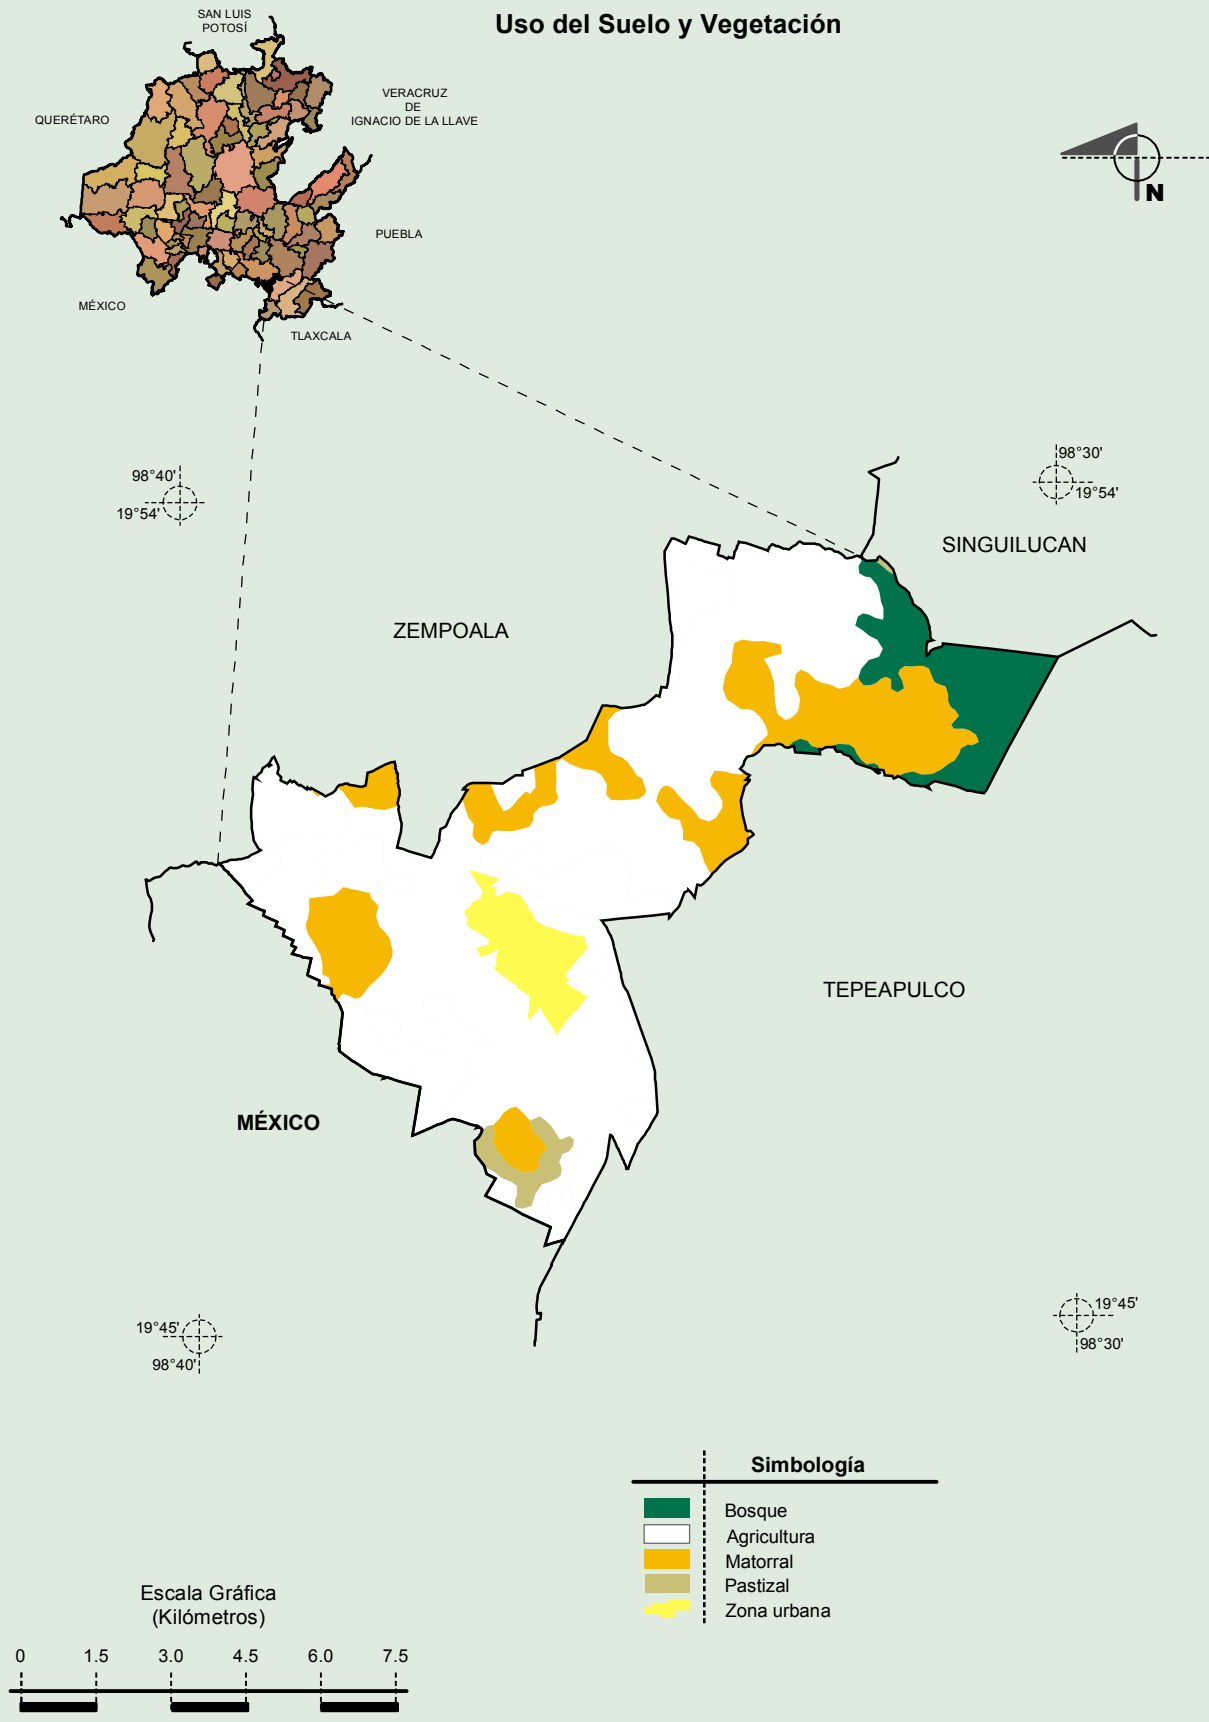 Uso del Suelo y Vegetación
SAN LUIS
POTOSÍ
VERACRUZ
DE
IGNACIO DE LA LLAVE
QUERÉTARO
N
PUEBLA
MÉXICO
TLAXCALA
98°40'
19°54'
98°30'
19°54'
SINGUILUCAN
ZEMPOALA
TEPEAPULCO
MÉXICO
19°45'
98°40'
19°45'
98°30'
Simbología
Bosque
Agricultura
Matorral
Pastizal
Zona urbana
Escala Gráfica
(Kilómetros)
0 1.5 3.0 4.5 6.0 7.5